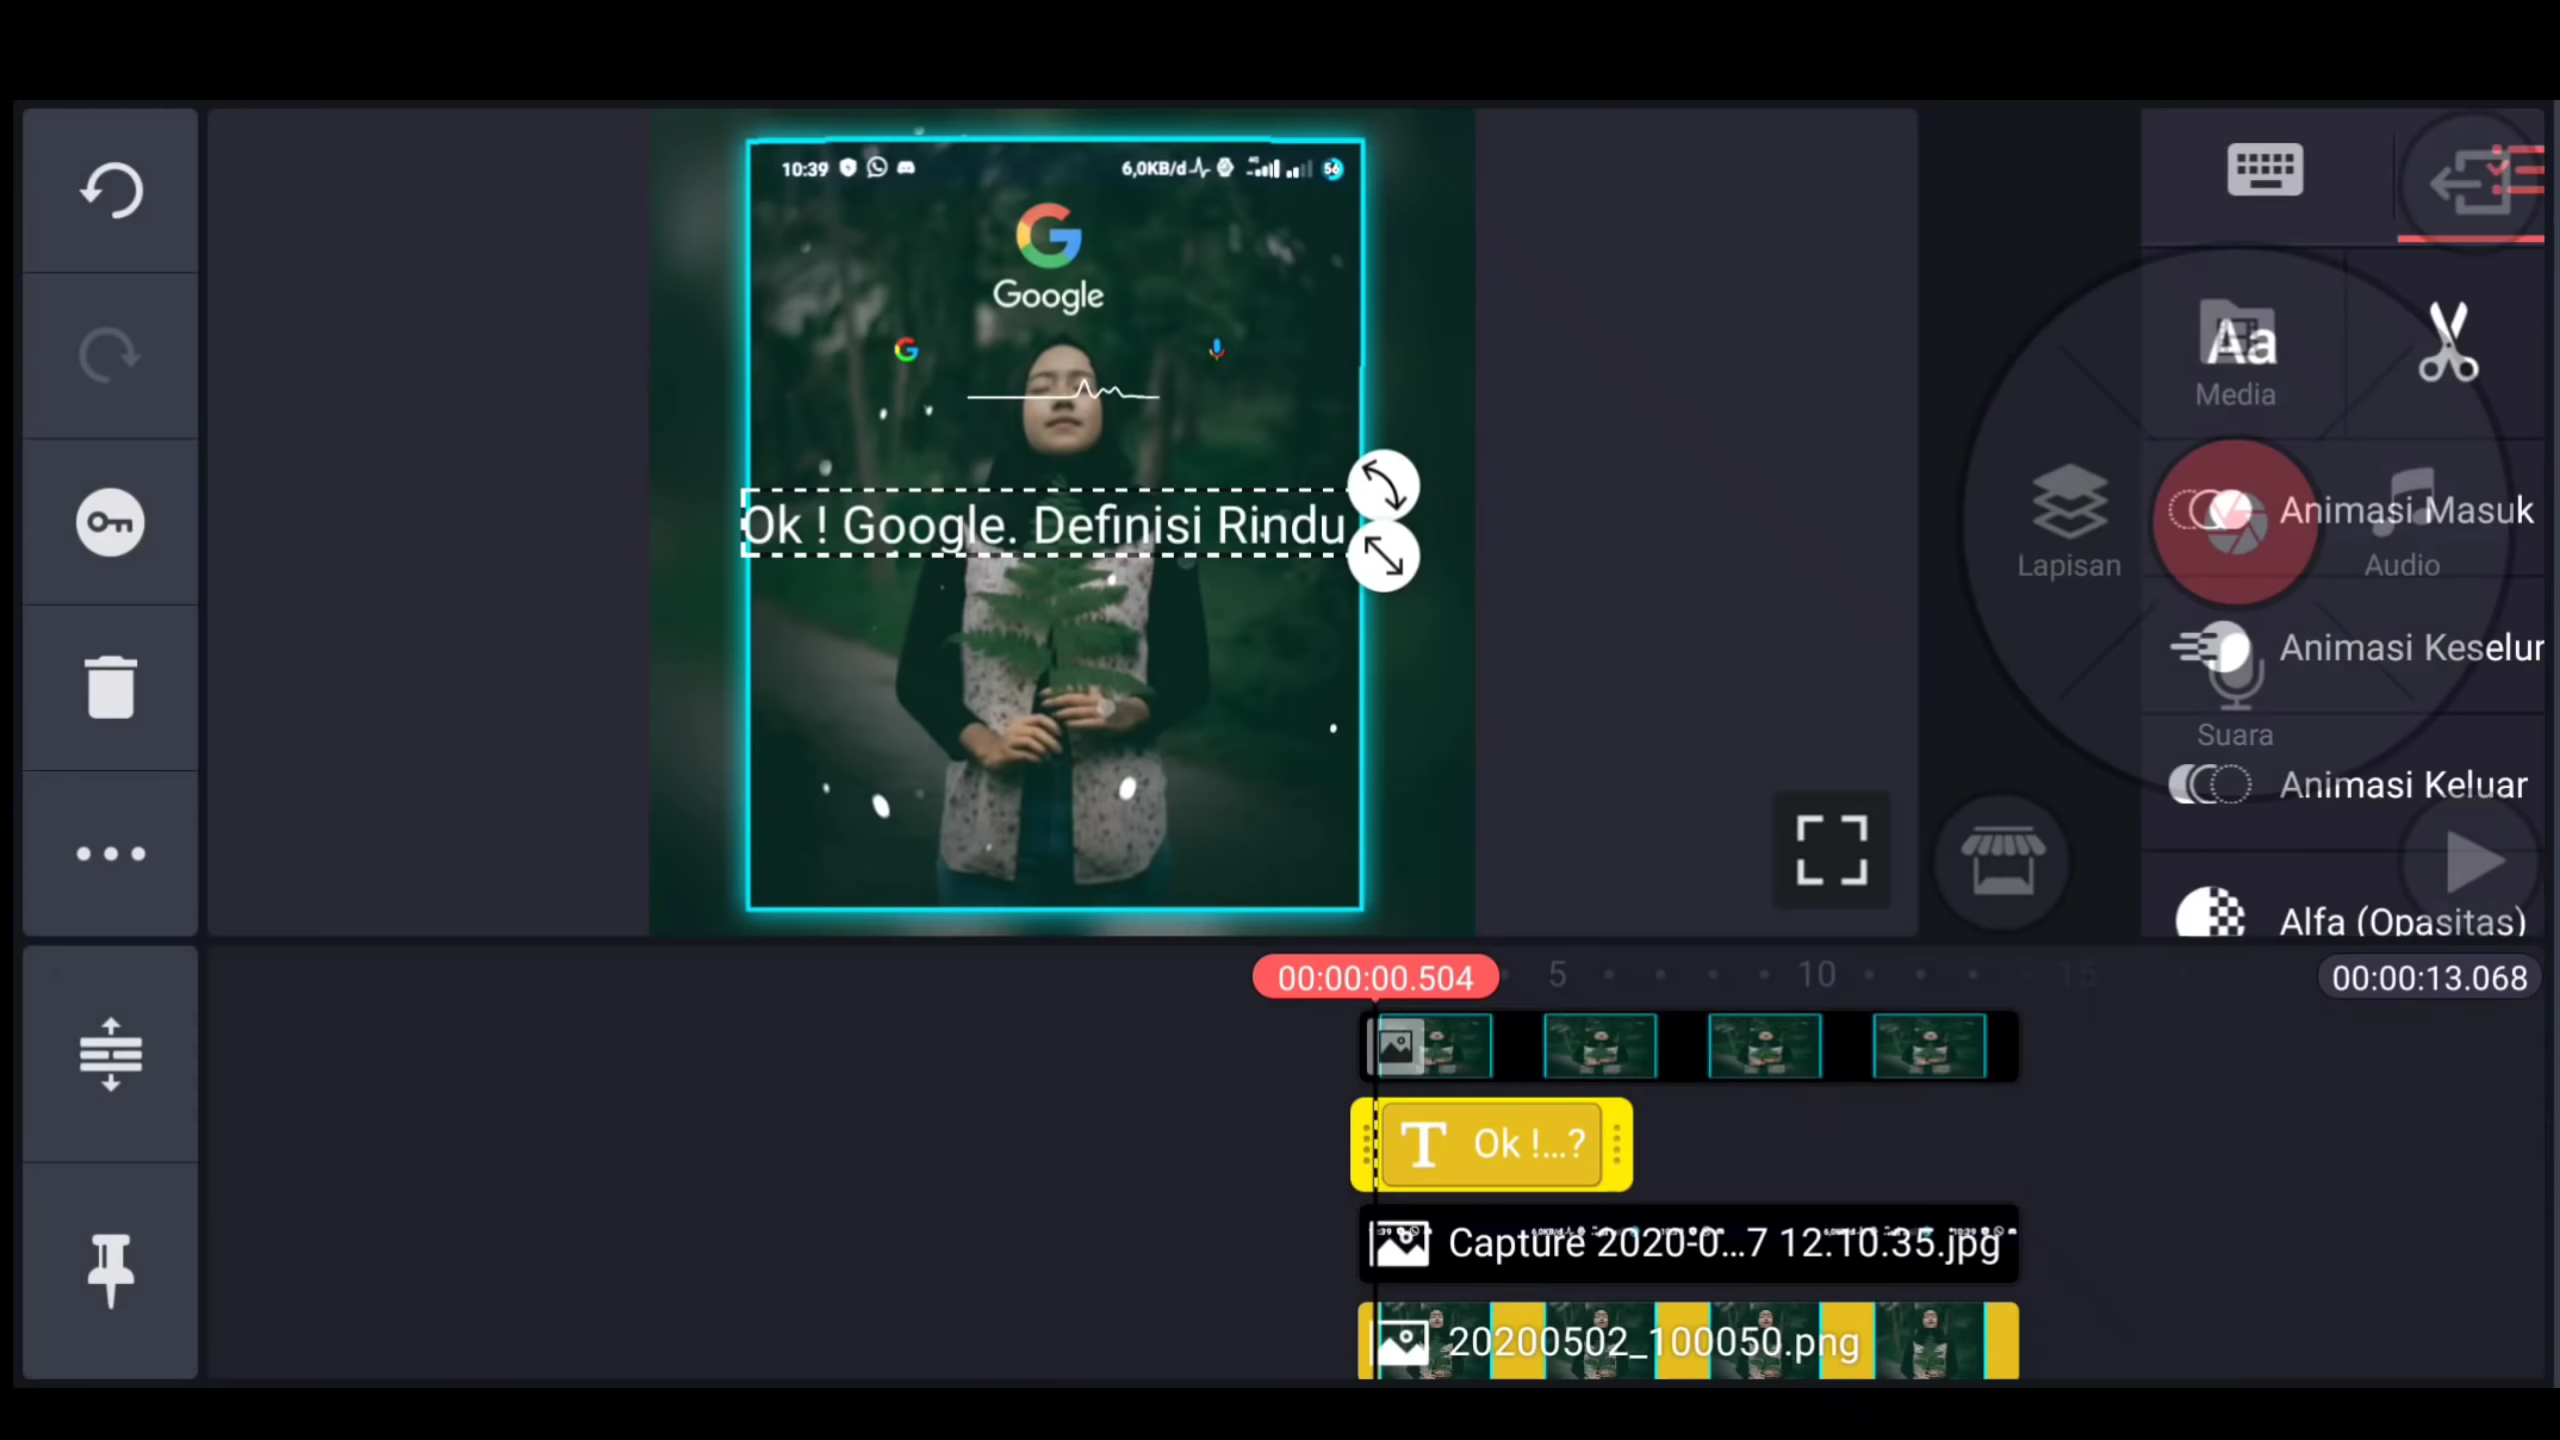 10:39
6,0KB/d
4G
56
Google
Ok ! Google. Definisi Rindu
Aa
Media
Lapisan
Audio
Suara
Animasi Masuk
Animasi Keselur
Animasi Keluar
Alfa (Opasitas)
00:00:00.504
5
10
15
00:00:13.068
T Ok !...?
Capture 2020-0...7 12.10.35.jpg
20200502_100050.png